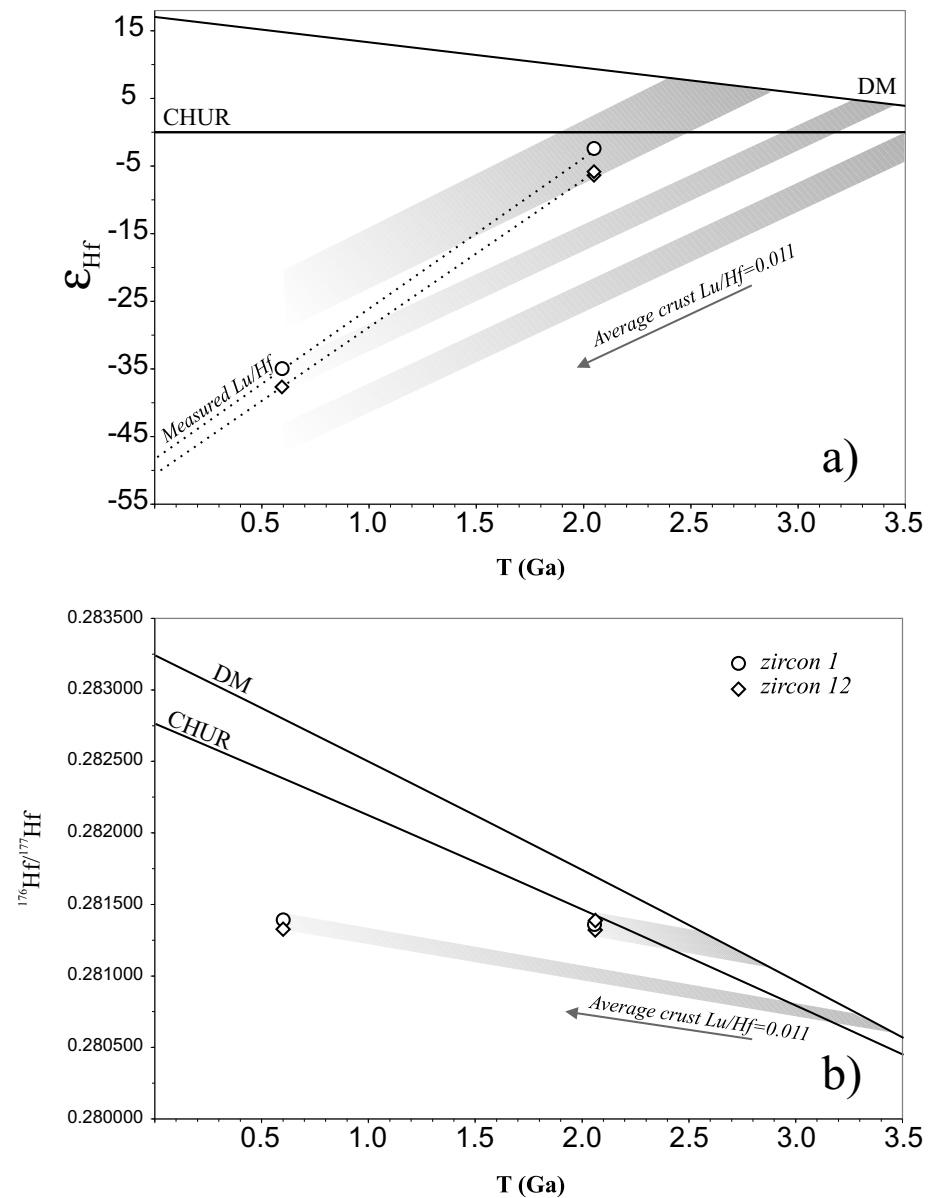 15
5
-5
-15
-25
-35
-45
-55
εHf
CHUR
DM
Average crust Lu/Hf=0.011
Measured Lu/Hf
a)
0.5 1.0 1.5 2.0 2.5 3.0 3.5
T (Ga)
0.283500
0.283000
0.282500
0.282000
0.281500
0.281000
0.280500
0.280000
176Hf/177Hf
DM
CHUR
zircon 1
zircon 12
Average crust Lu/Hf=0.011
b)
0.5 1.0 1.5 2.0 2.5 3.0 3.5
T (Ga)